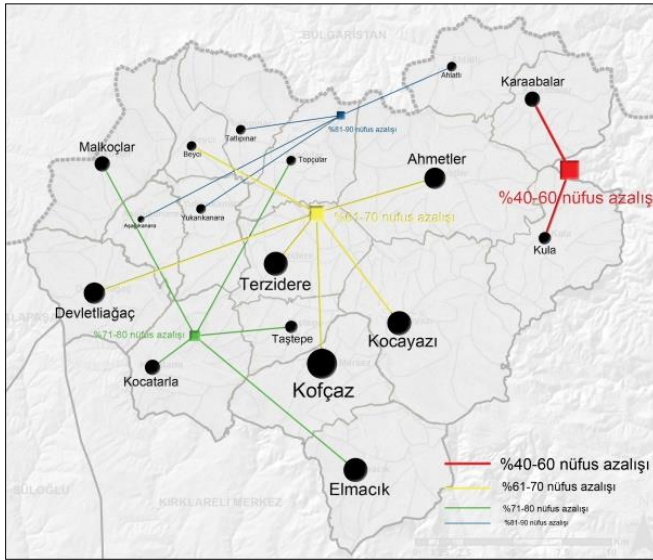 BULGARİSTAN
Ahlatlı
Karaabalar
Tatlıpınar
%81-90 nüfus azalışı
Malkoçlar
Beyci
Topçular
Ahmetler
%40-60 nüfus azalışı
Aşağıkanara
Yukarıkanara
%61-70 nüfus azalışı
Kula
Terzidere
Devletliağaç
Kocayazı
%71-80 nüfus azalışı
Taştepe
Kocatarla
Kofçaz
Elmacık
%40-60 nüfus azalışı
%61-70 nüfus azalışı
%71-80 nüfus azalışı
%81-90 nüfus azalışı
SÜLOĞLU
KIRKLARELİ MERKEZ